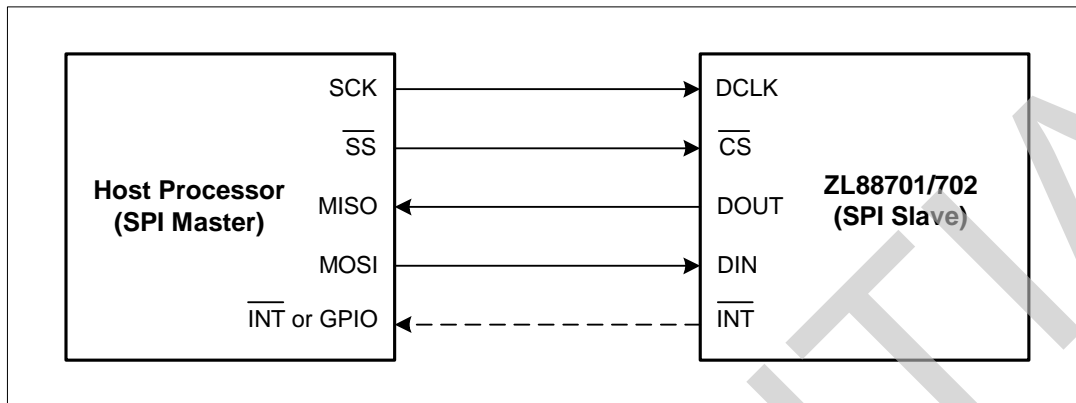 SCK
DCLK
SS
CS
Host Processor
(SPI Master)
MISO
DOUT
ZL88701/702
(SPI Slave)
MOSI
DIN
INT or GPIO
INT